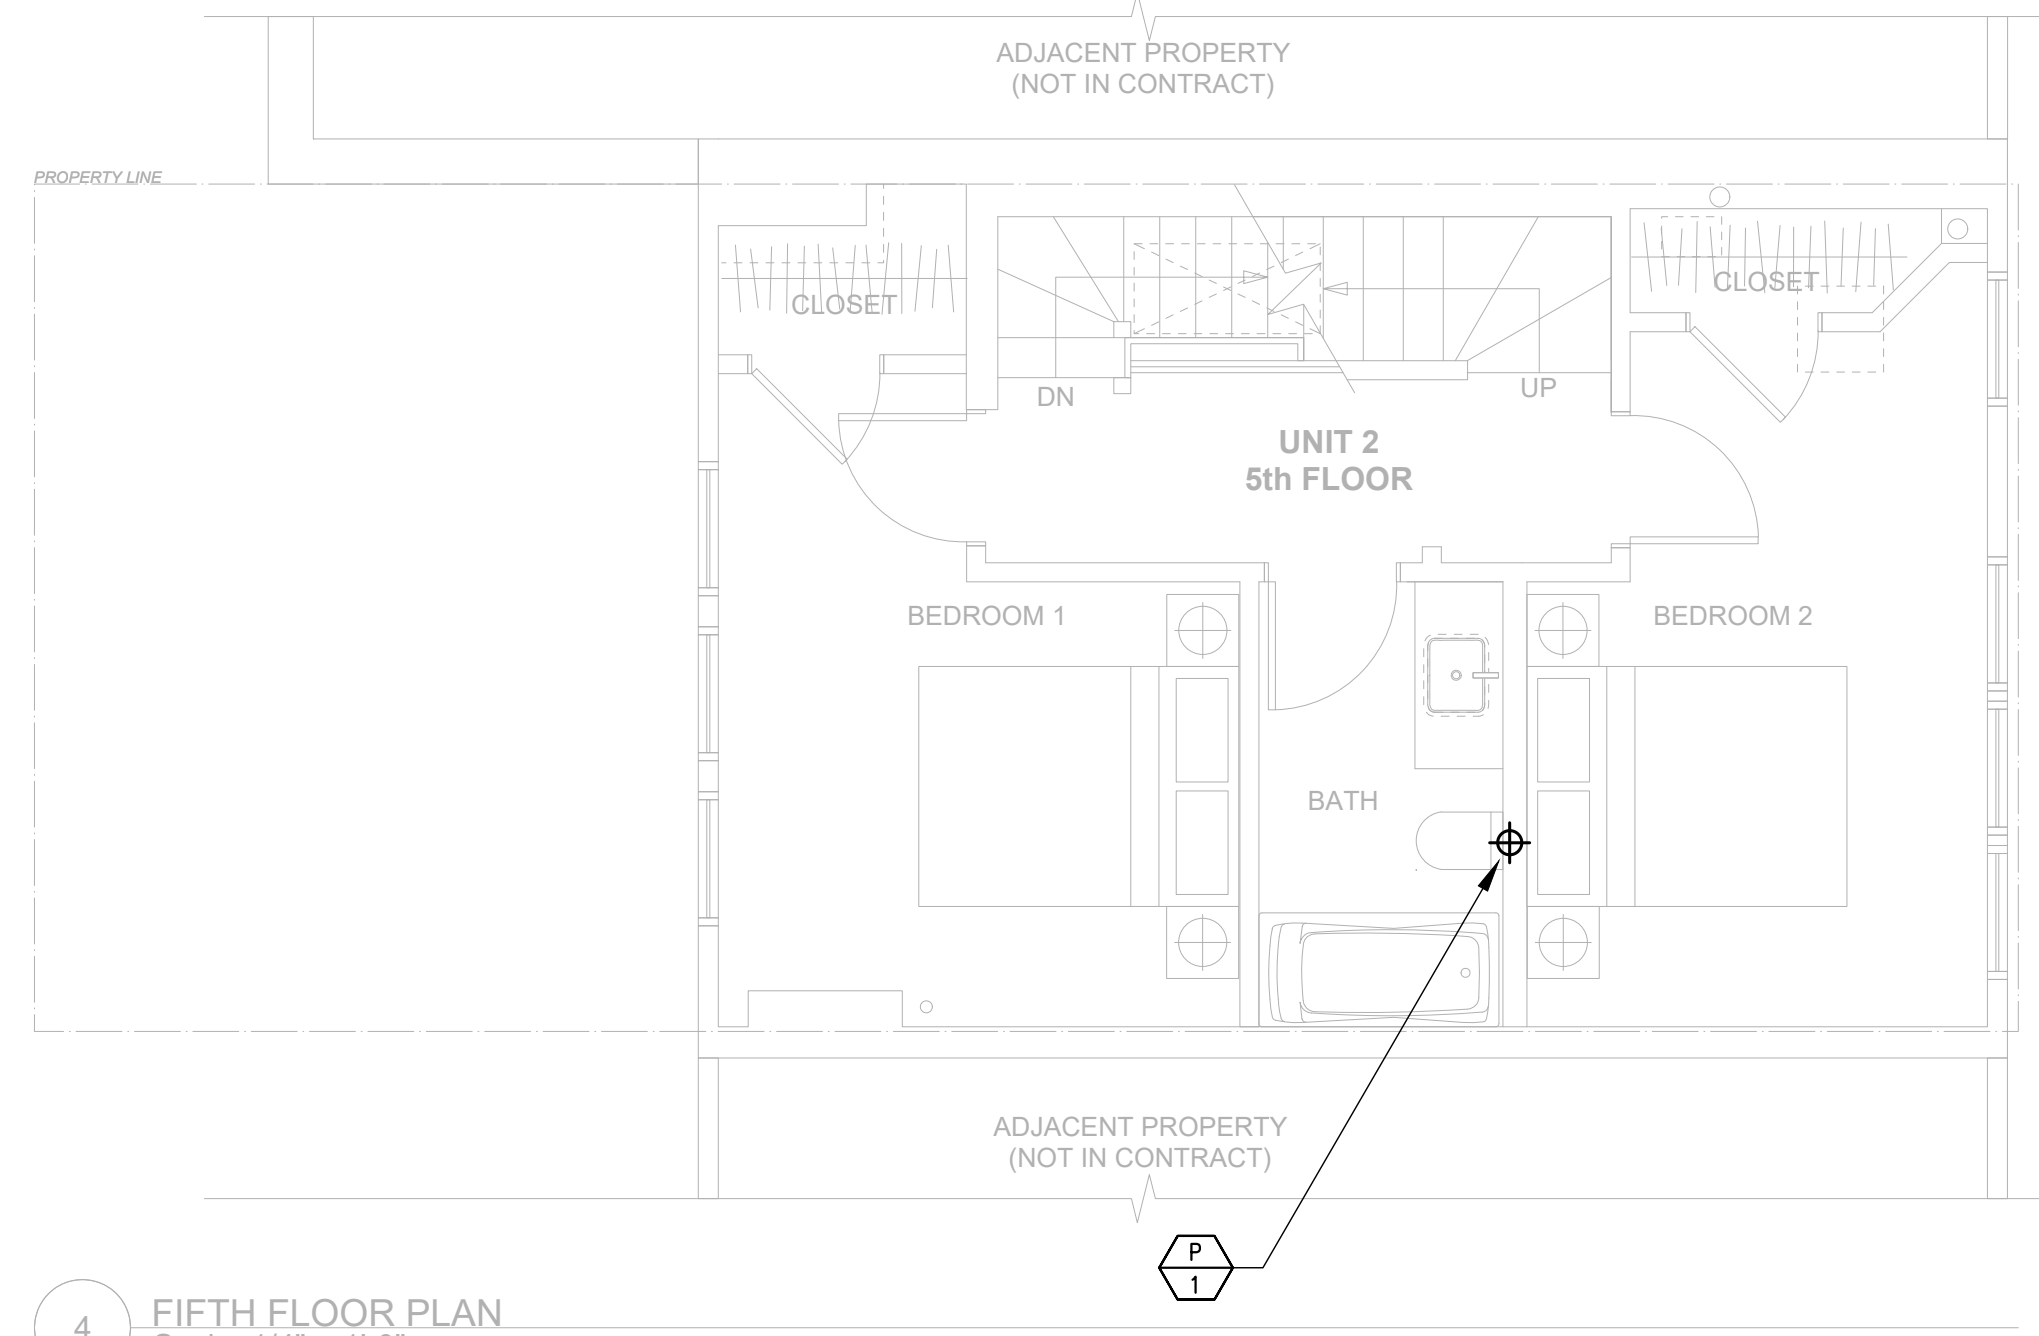 ADJACENT PROPERTY
(NOT IN CONTRACT)
PROPERTY LINE
CLOSET
CLOSET
DN
UP
UNIT 2
5th FLOOR
BEDROOM 1
BEDROOM 2
BATH
ADJACENT PROPERTY
(NOT IN CONTRACT)
P
1
4
FIFTH FLOOR PLAN